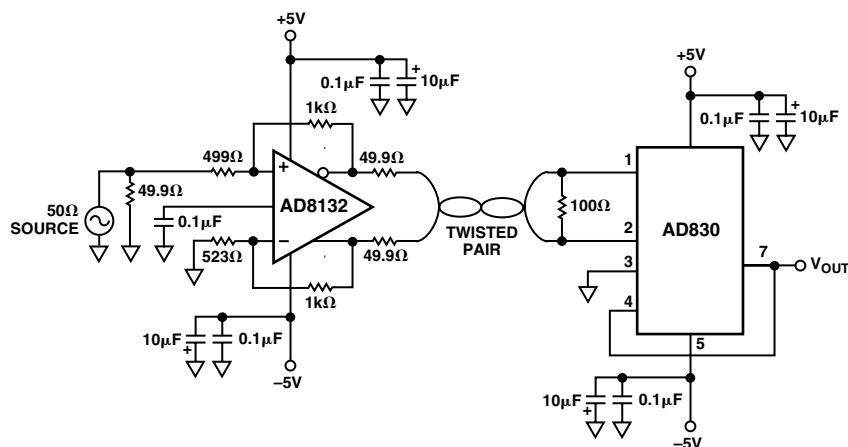 +5V
0.1µF
+
10µF
1kΩ
499Ω
49.9Ω
49.9Ω
50Ω
SOURCE
0.1µF
+
AD8132
–
523Ω
49.9Ω
1kΩ
TWISTED
PAIR
100Ω
10µF
+
0.1µF
–5V
+5V
0.1µF
+
10µF
1
2
3
4
AD830
7
VOUT
5
10µF
+
0.1µF
–5V